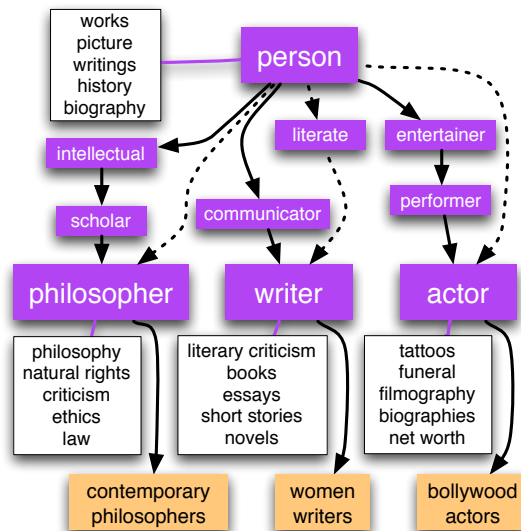 works
picture
writings
history
biography
person
literate
entertainer
intellectual
scholar
communicator
performer
philosopher
writer
actor
philosophy
natural rights
criticism
ethics
law
literary criticism
books
essays
short stories
novels
tattoos
funeral
filmography
biographies
net worth
contemporary
philosophers
women
writers
bollywood
actors